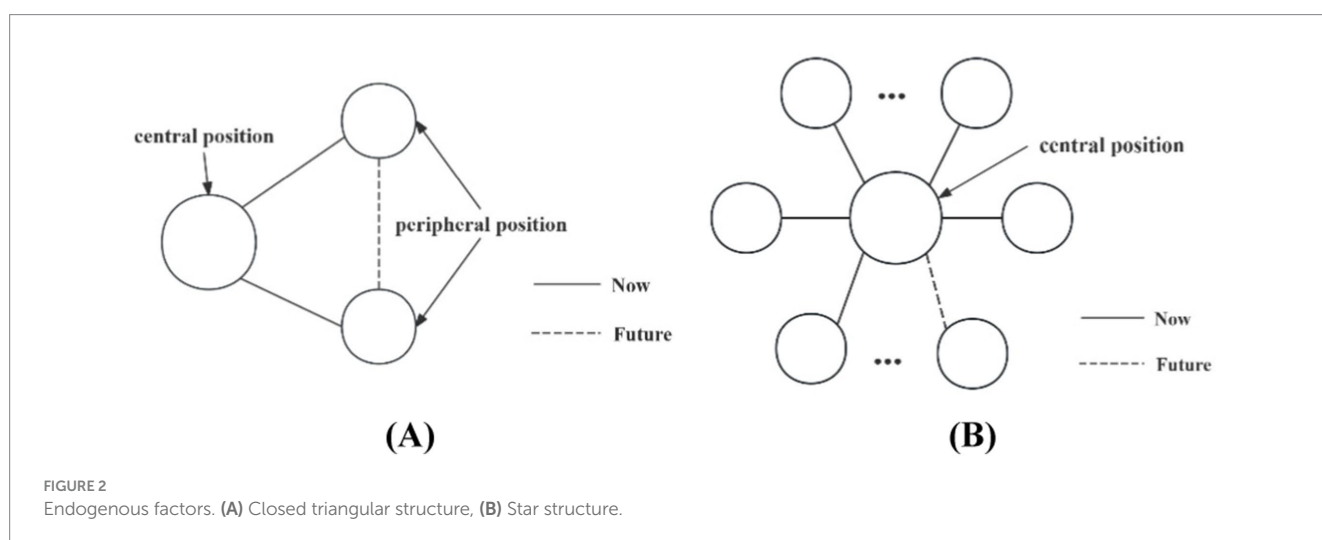 central position
peripheral position
Now
Future
(A)
•••
central position
•••
Now
Future
(B)
FIGURE 2
Endogenous factors. (A) Closed triangular structure, (B) Star structure.